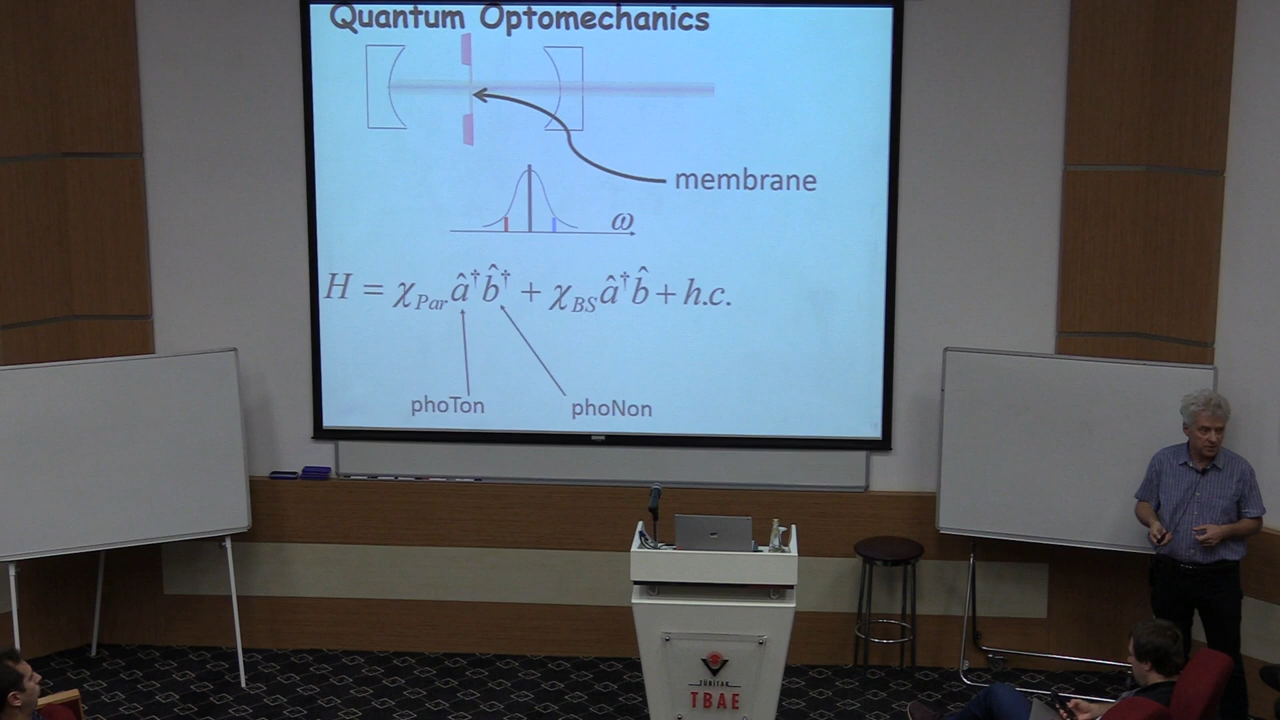 Quantum Optomechanics
membrane
ω
H = χ_Par â†b̂† + χ_BS â†b̂ + h.c.
phoTon
phoNon
TÜBİTAK
TBAE